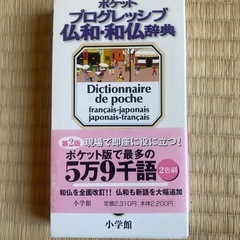 ポケット
プログレッシブ
仏和・和仏辞典
Dictionnaire
de poche
français-japonais
japonais-français
第2版
現場で即座に役に立つ!
ポケット版で最多の
5万9千語
2色刷
和仏を全面改訂!! 仏和も新語を大幅追加
小学館
定価2,310円 本体2,200円
小学館